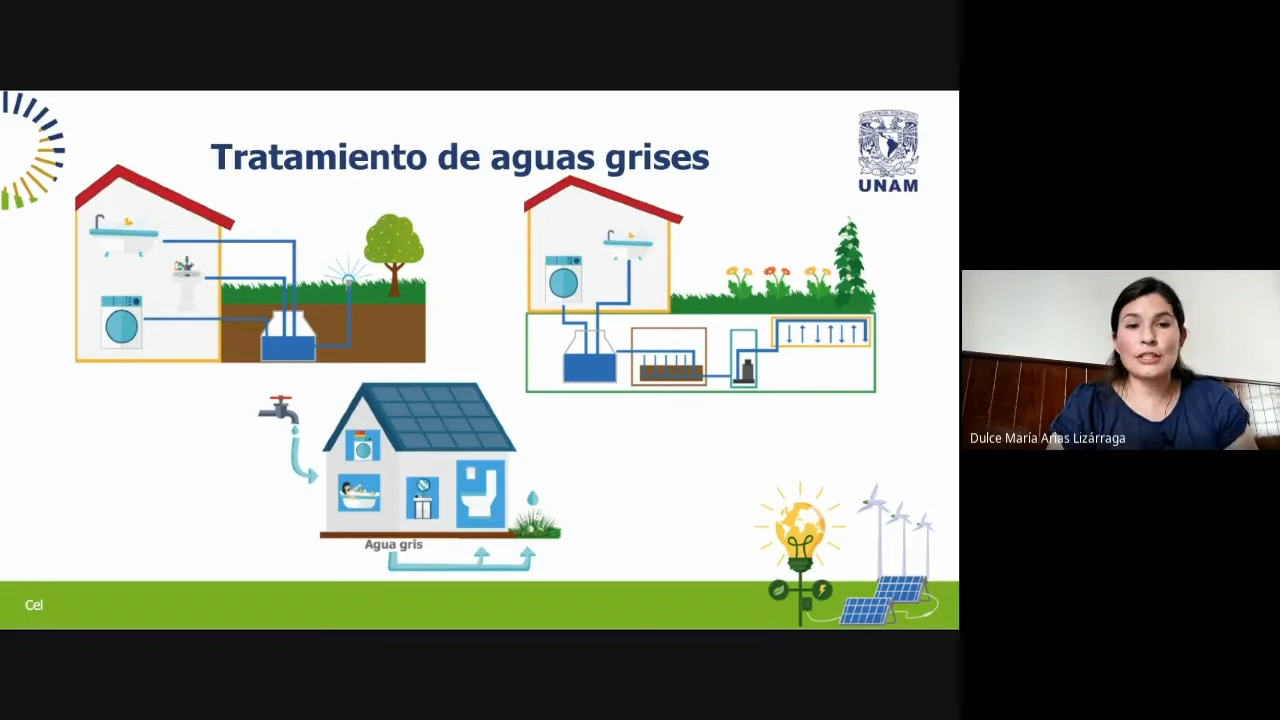 Tratamiento de aguas grises
UNAM
Agua gris
Cel
Dulce María Arias Lizárraga